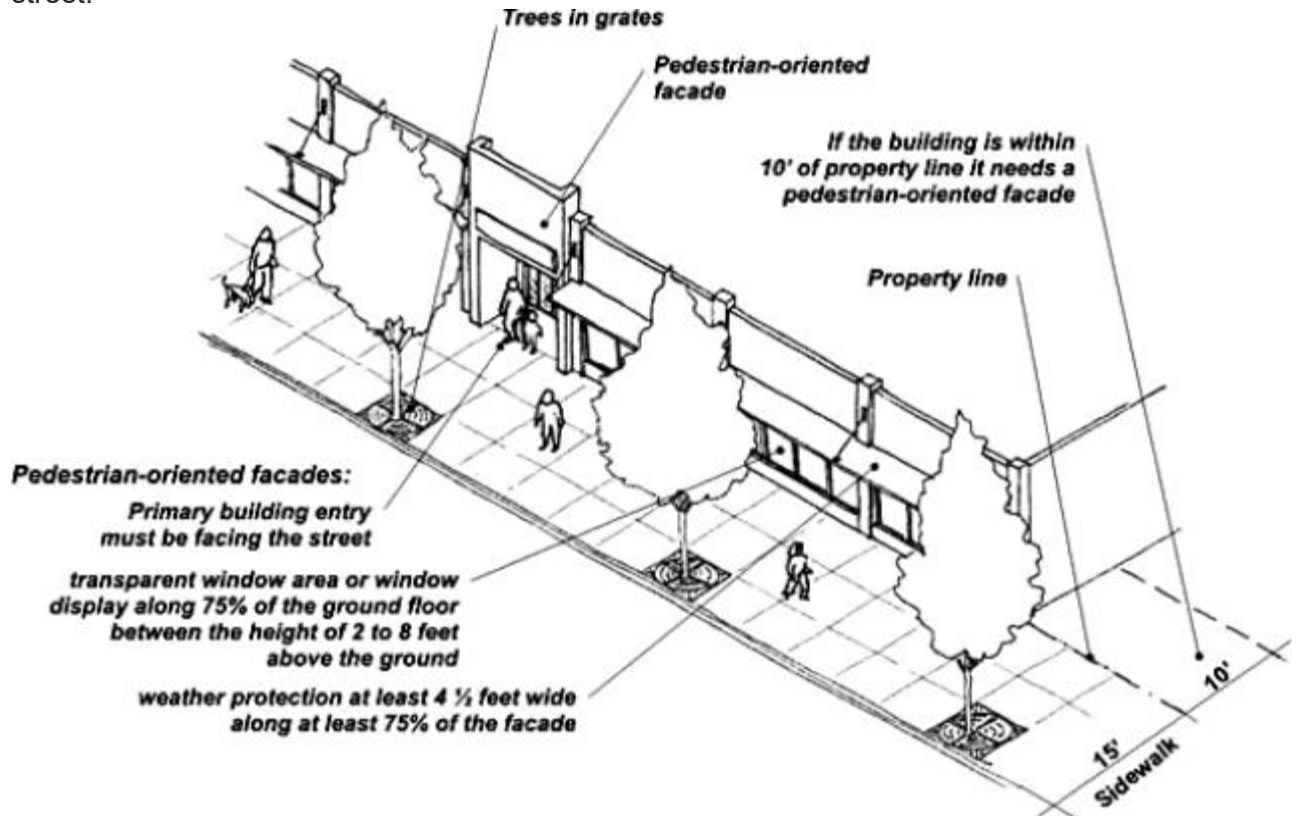 street.
Trees in grates
Pedestrian-oriented
facade
If the building is within
10' of property line it needs a
pedestrian-oriented facade
Property line
Pedestrian-oriented facades:
Primary building entry
must be facing the street
transparent window area or window
display along 75% of the ground floor
between the height of 2 to 8 feet
above the ground
weather protection at least 4 ½ feet wide
along at least 75% of the facade
10'
15'
Sidewalk